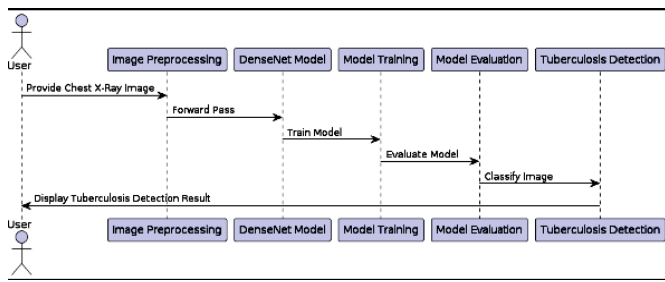 User
Image Preprocessing
DenseNet Model
Model Training
Model Evaluation
Tuberculosis Detection
Provide Chest X-Ray Image
Forward Pass
Train Model
Evaluate Model
Classify Image
Display Tuberculosis Detection Result
User
Image Preprocessing
DenseNet Model
Model Training
Model Evaluation
Tuberculosis Detection